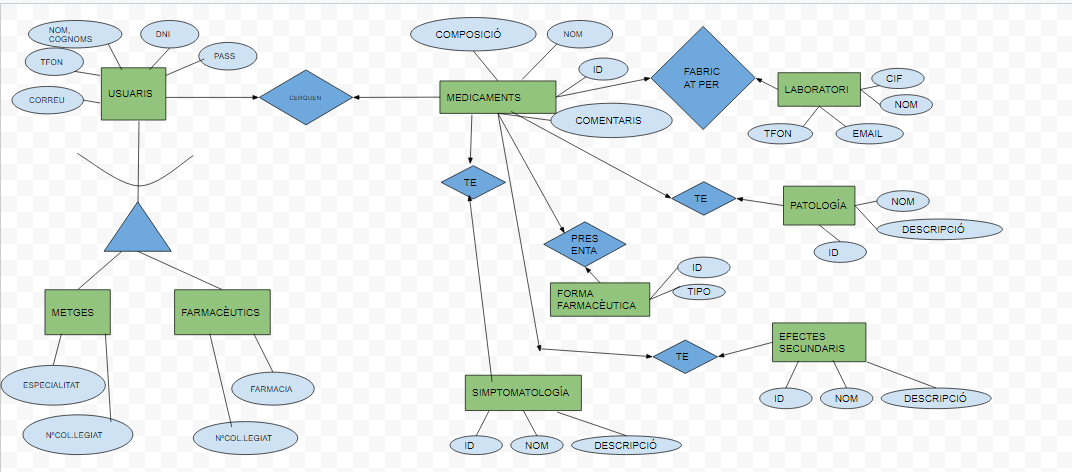 NOM,
COGNOMS
DNI
TFON
PASS
CORREU
USUARIS
CERQUEN
COMPOSICIÓ
NOM
ID
MEDICAMENTS
COMENTARIS
FABRIC
AT PER
LABORATORI
CIF
NOM
TFON
EMAIL
TE
TE
PATOLOGÍA
NOM
DESCRIPCIÓ
ID
PRES
ENTA
FORMA
FARMACÈUTICA
ID
TIPO
METGES
FARMACÈUTICS
ESPECIALITAT
NºCOL.LEGIAT
FARMACIA
NºCOL.LEGIAT
TE
EFECTES
SECUNDARIS
ID
NOM
DESCRIPCIÓ
SIMPTOMATOLOGÍA
ID
NOM
DESCRIPCIÓ